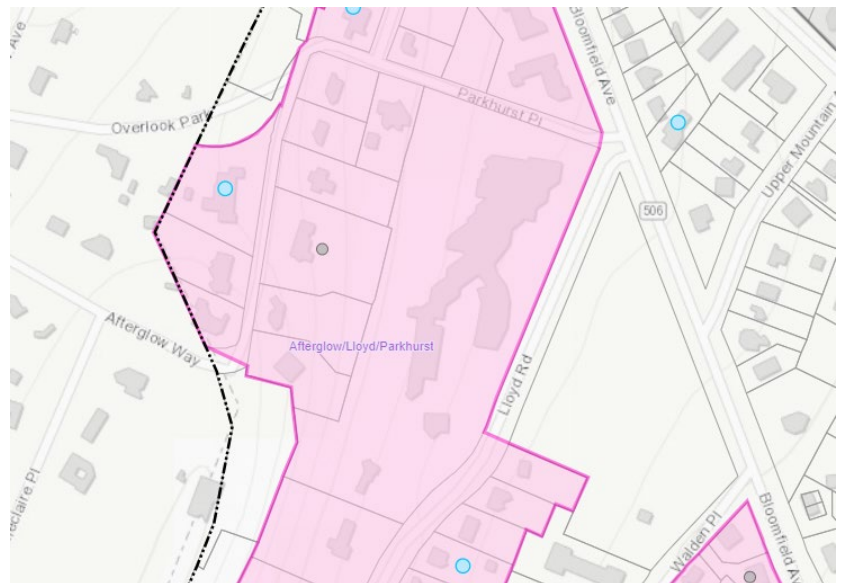 Ave
Bloomfield Ave
Parkhurst Pl
Overlook Park
506
Upper Mountain
Afterglow Way
Afterglow/Lloyd/Parkhurst
Lloyd Rd
Walden Pl
Bloomfield Av